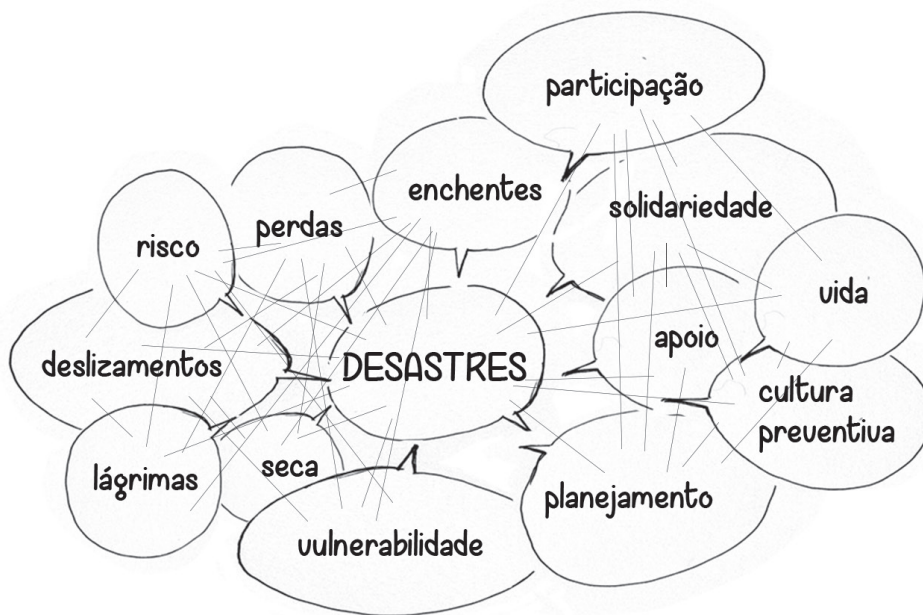 participação
enchentes
solidariedade
perdas
risco
vida
apoio
deslizamentos
DESASTRES
cultura
preventiva
lágrimas
seca
planejamento
vulnerabilidade